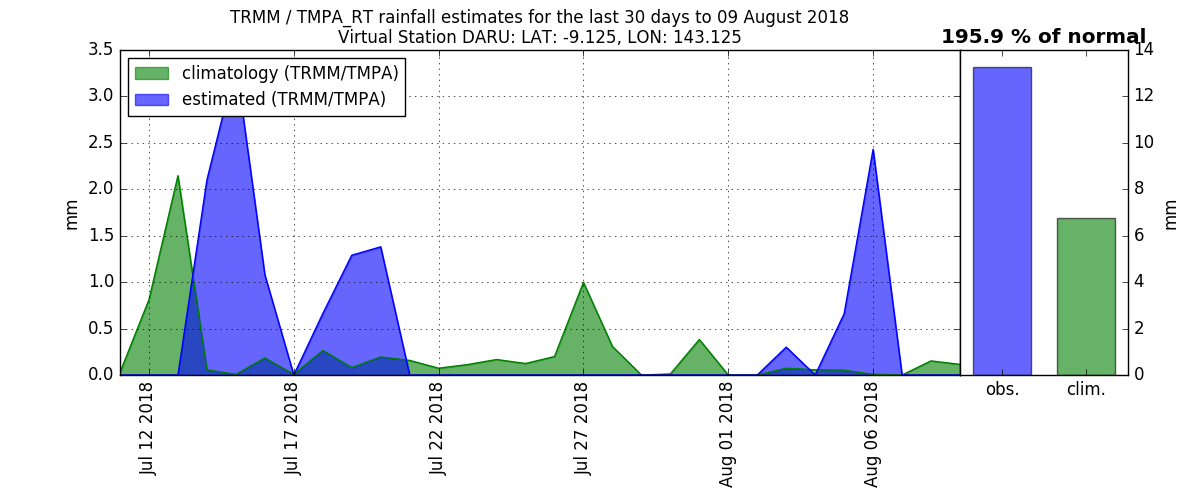 TRMM / TMPA_RT rainfall estimates for the last 30 days to 09 August 2018
Virtual Station DARU: LAT: -9.125, LON: 143.125
195.9 % of normal
climatology (TRMM/TMPA)
estimated (TRMM/TMPA)
3.5
3.0
2.5
2.0
1.5
1.0
0.5
0.0
mm
Jul 12 2018
Jul 17 2018
Jul 22 2018
Jul 27 2018
Aug 01 2018
Aug 06 2018
14
12
10
8
6
4
2
0
mm
obs.
clim.